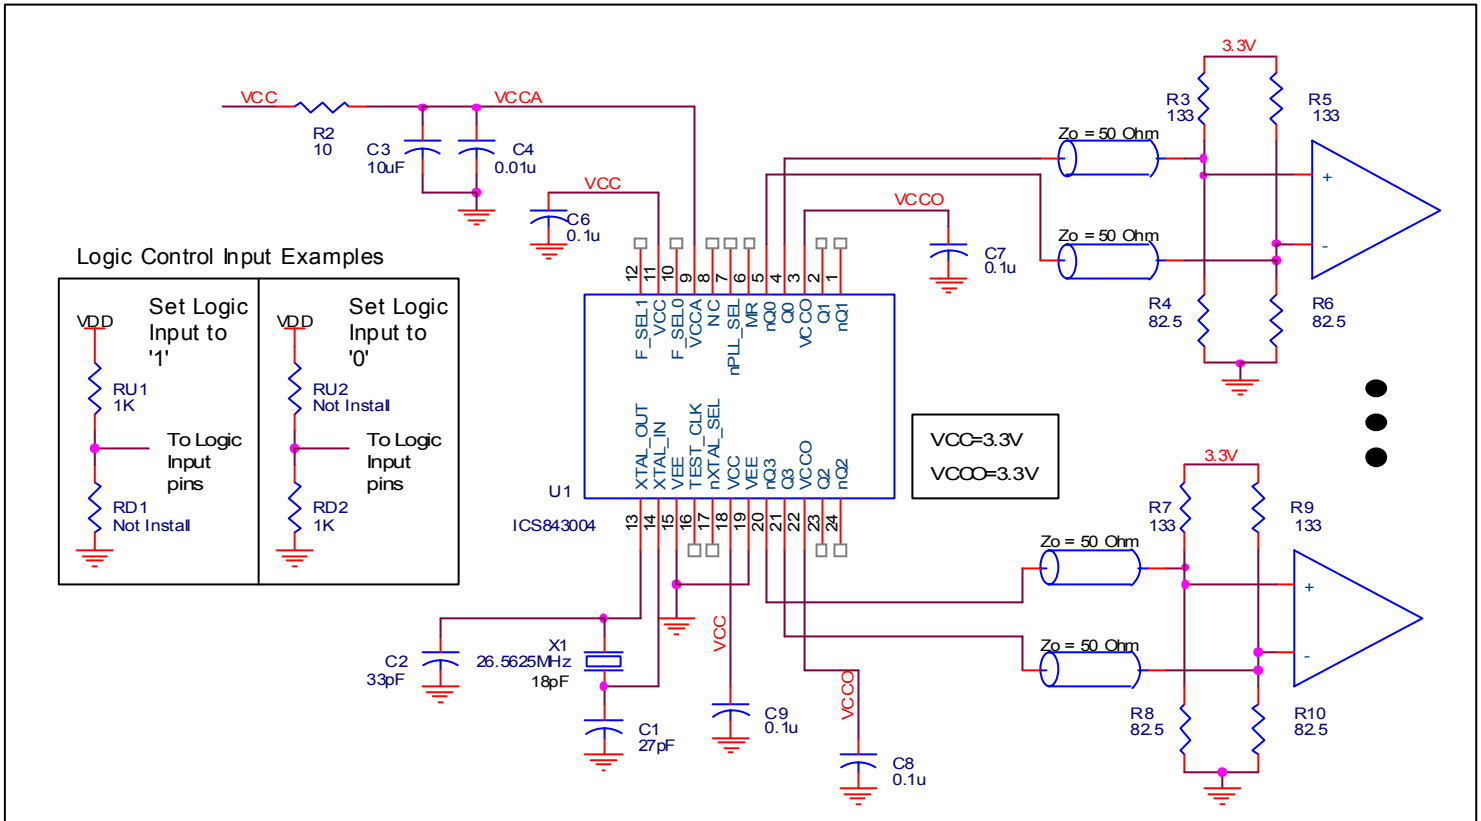 VCC
R2
10
VCCA
C3
10uF
C4
0.01u
VCC
C6
0.1u
VCCO
C7
0.1u
Zo = 50 Ohm
Zo = 50 Ohm
3.3V
R3
133
R5
133
+
-
R4
82.5
R6
82.5
Logic Control Input Examples
Set Logic
Input to
'1'
VDD
RU1
1K
To Logic
Input
pins
RD1
Not Install
Set Logic
Input to
'0'
VDD
RU2
Not Install
To Logic
Input
pins
RD2
1K
12
11
10
9
8
7
6
5
4
3
2
1
F_SEL1
VCC
F_SEL0
VCCA
NC
nPLL_SEL
MR
nQ0
Q0
VCCO
Q1
nQ1
XTAL_OUT
XTAL_IN
VEE
TEST_CLK
nXTAL_SEL
VCC
VEE
nQ3
Q3
VCCO
Q2
nQ2
U1
ICS843004
13
14
15
16
17
18
19
20
21
22
23
24
VCC=3.3V
VCCO=3.3V
C2
33pF
X1
26.5625MHz
18pF
C1
27pF
VCC
C9
0.1u
VCCO
C8
0.1u
Zo = 50 Ohm
Zo = 50 Ohm
3.3V
R7
133
R9
133
+
-
R8
82.5
R10
82.5